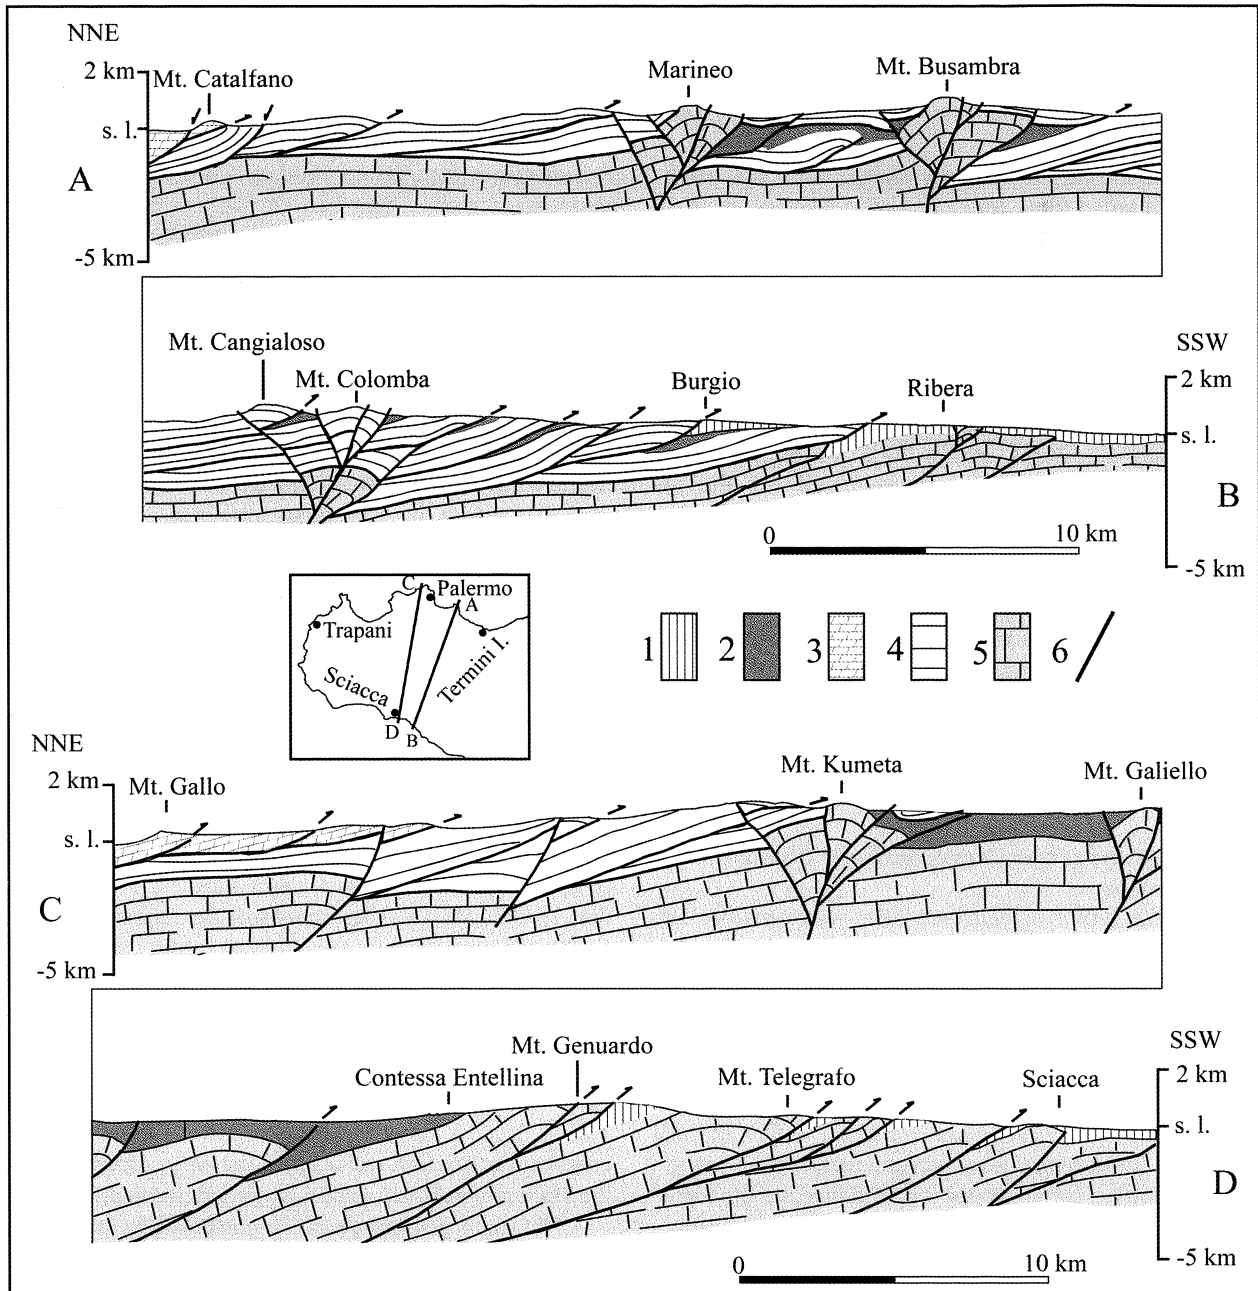 NNE
2 km
Mt. Catalfano
Marineo
Mt. Busambra
s. l.
A
-5 km
Mt. Cangialoso
Mt. Colomba
Burgio
Ribera
SSW
2 km
s. l.
B
0 10 km
-5 km
C
Palermo
A
Trapani
Termini I.
Sciacca
D
B
1 2 3 4 5 6
NNE
2 km
Mt. Gallo
Mt. Kumeta
Mt. Galiello
s. l.
C
-5 km
Contessa Entellina
Mt. Genuardo
Mt. Telegrafo
Sciacca
SSW
2 km
s. l.
D
-5 km
0 10 km